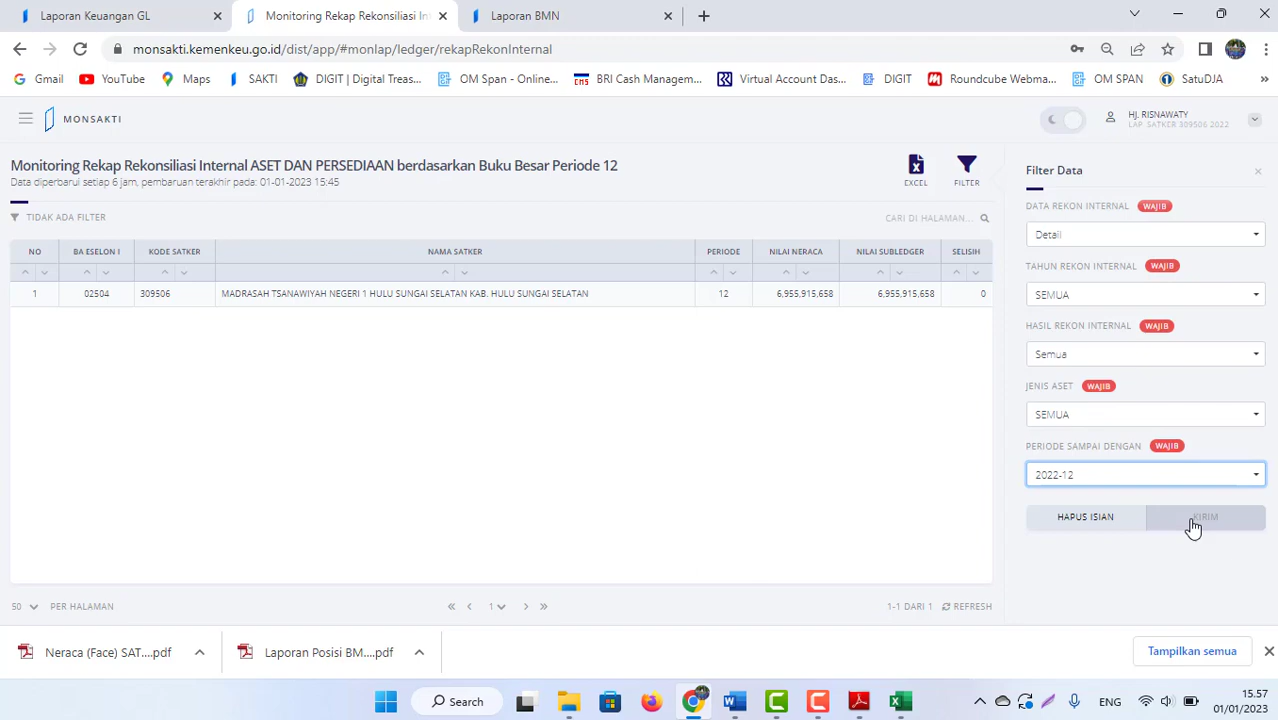 Laporan Keuangan GL
Monitoring Rekap Rekonsiliasi In
Laporan BMN
monsakti.kemenkeu.go.id/dist/app/#monlap/ledger/rekapRekonInternal
Gmail YouTube Maps SAKTI DIGIT | Digital Treas... OM Span - Online... BRI Cash Managem... Virtual Account Das... DIGIT Roundcube Webma... OM SPAN SatuDJA
MONSAKTI
HJ. RISNAWATY
LAP. SATKER 309506 2022
Monitoring Rekap Rekonsiliasi Internal ASET DAN PERSEDIAAN berdasarkan Buku Besar Periode 12
Data diperbarui setiap 6 jam, pembaruan terakhir pada: 01-01-2023 15:45
EXCEL
FILTER
TIDAK ADA FILTER
CARI DI HALAMAN...
NO BA ESELON I KODE SATKER NAMA SATKER PERIODE NILAI NERACA NILAI SUBLEDGER SELISIH
1 02504 309506 MADRASAH TSANAWIYAH NEGERI 1 HULU SUNGAI SELATAN KAB. HULU SUNGAI SELATAN 12 6,955,915,658 6,955,915,658 0
50 PER HALAMAN
1
1-1 DARI 1 REFRESH
Filter Data
DATA REKON INTERNAL WAJIB
Detail
TAHUN REKON INTERNAL WAJIB
SEMUA
HASIL REKON INTERNAL WAJIB
Semua
JENIS ASET WAJIB
SEMUA
PERIODE SAMPAI DENGAN WAJIB
2022-12
HAPUS ISIAN KIRIM
Neraca (Face) SAT....pdf
Laporan Posisi BM....pdf
Tampilkan semua
Search
ENG
15.57
01/01/2023